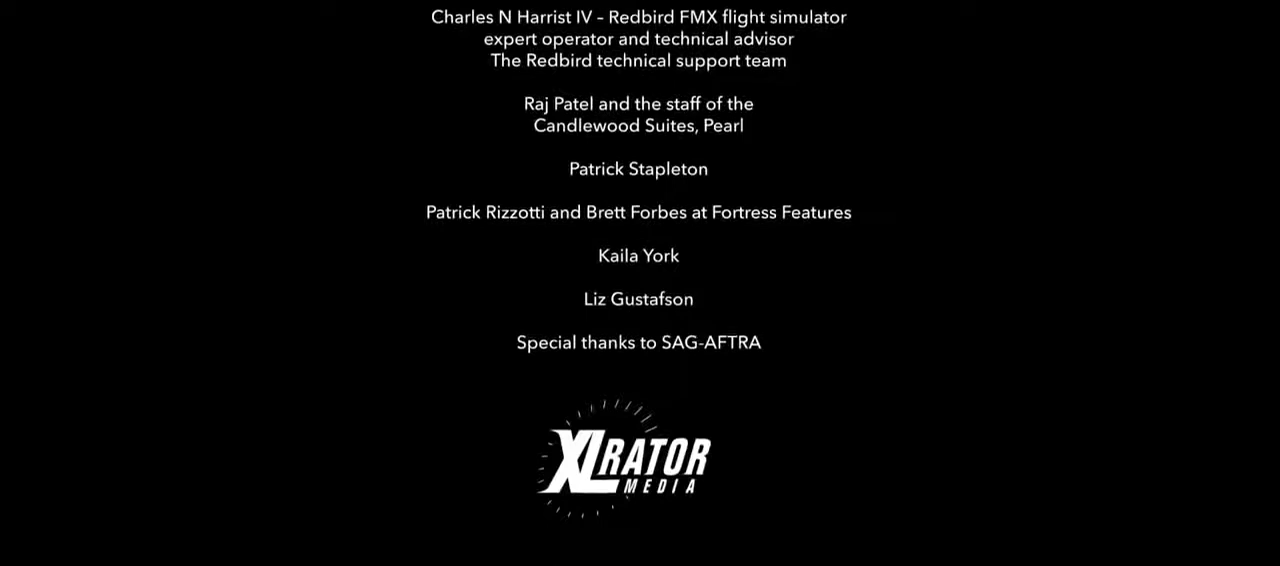 Charles N Harrist IV – Redbird FMX flight simulator
expert operator and technical advisor
The Redbird technical support team
Raj Patel and the staff of the
Candlewood Suites, Pearl
Patrick Stapleton
Patrick Rizzotti and Brett Forbes at Fortress Features
Kaila York
Liz Gustafson
Special thanks to SAG-AFTRA
XLRATOR
MEDIA